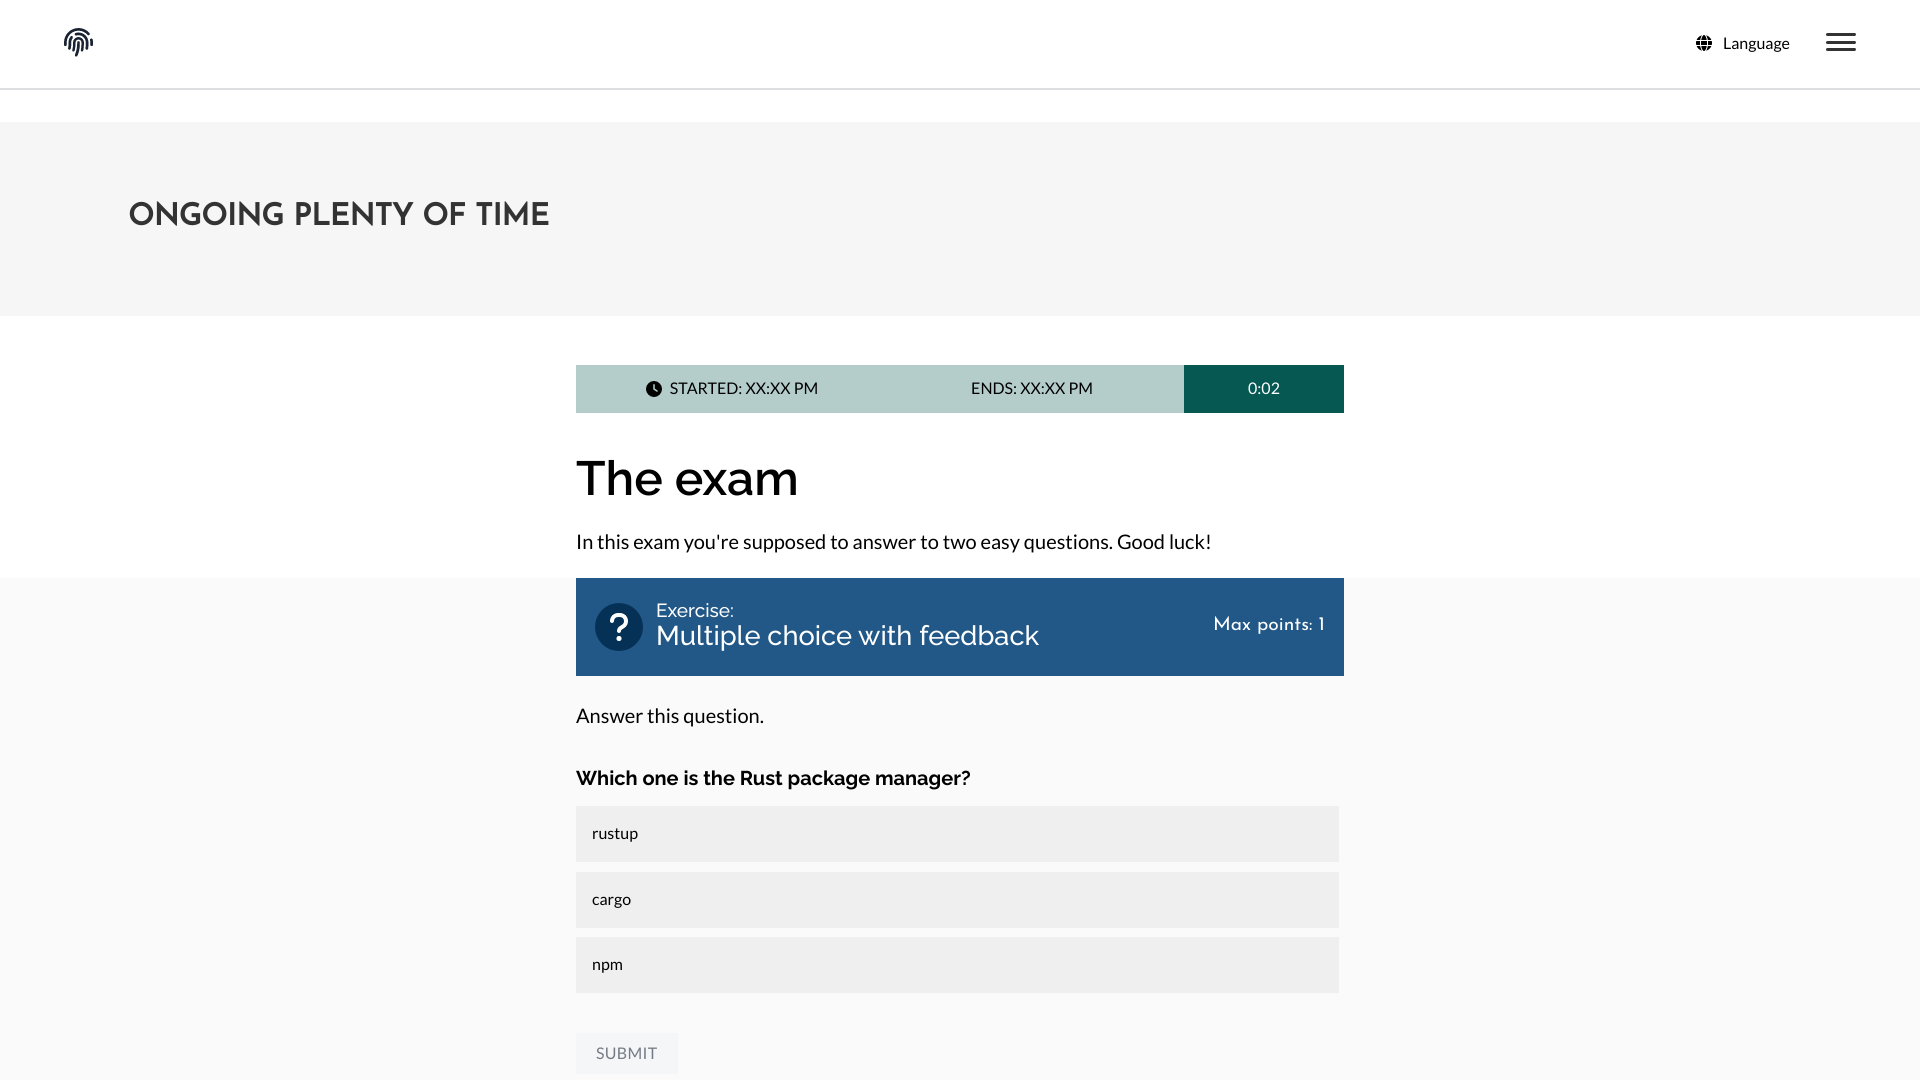 Language
ONGOING PLENTY OF TIME
STARTED: XX:XX PM
ENDS: XX:XX PM
0:02
The exam
In this exam you're supposed to answer to two easy questions. Good luck!
Exercise:
Multiple choice with feedback
Max points: 1
Answer this question.
Which one is the Rust package manager?
rustup
cargo
npm
SUBMIT